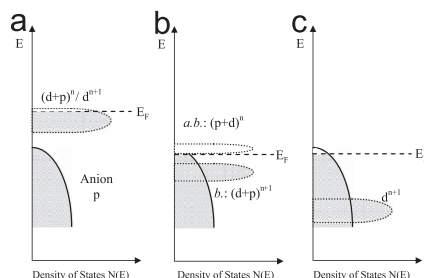 a
E
(d+p)ⁿ/ dⁿ⁺¹
E_F
Anion
p
Density of States N(E)
b
E
a.b.: (p+d)ⁿ
E_F
b.: (d+p)ⁿ⁺¹
Density of States N(E)
c
E
E
dⁿ⁺¹
Density of States N(E)